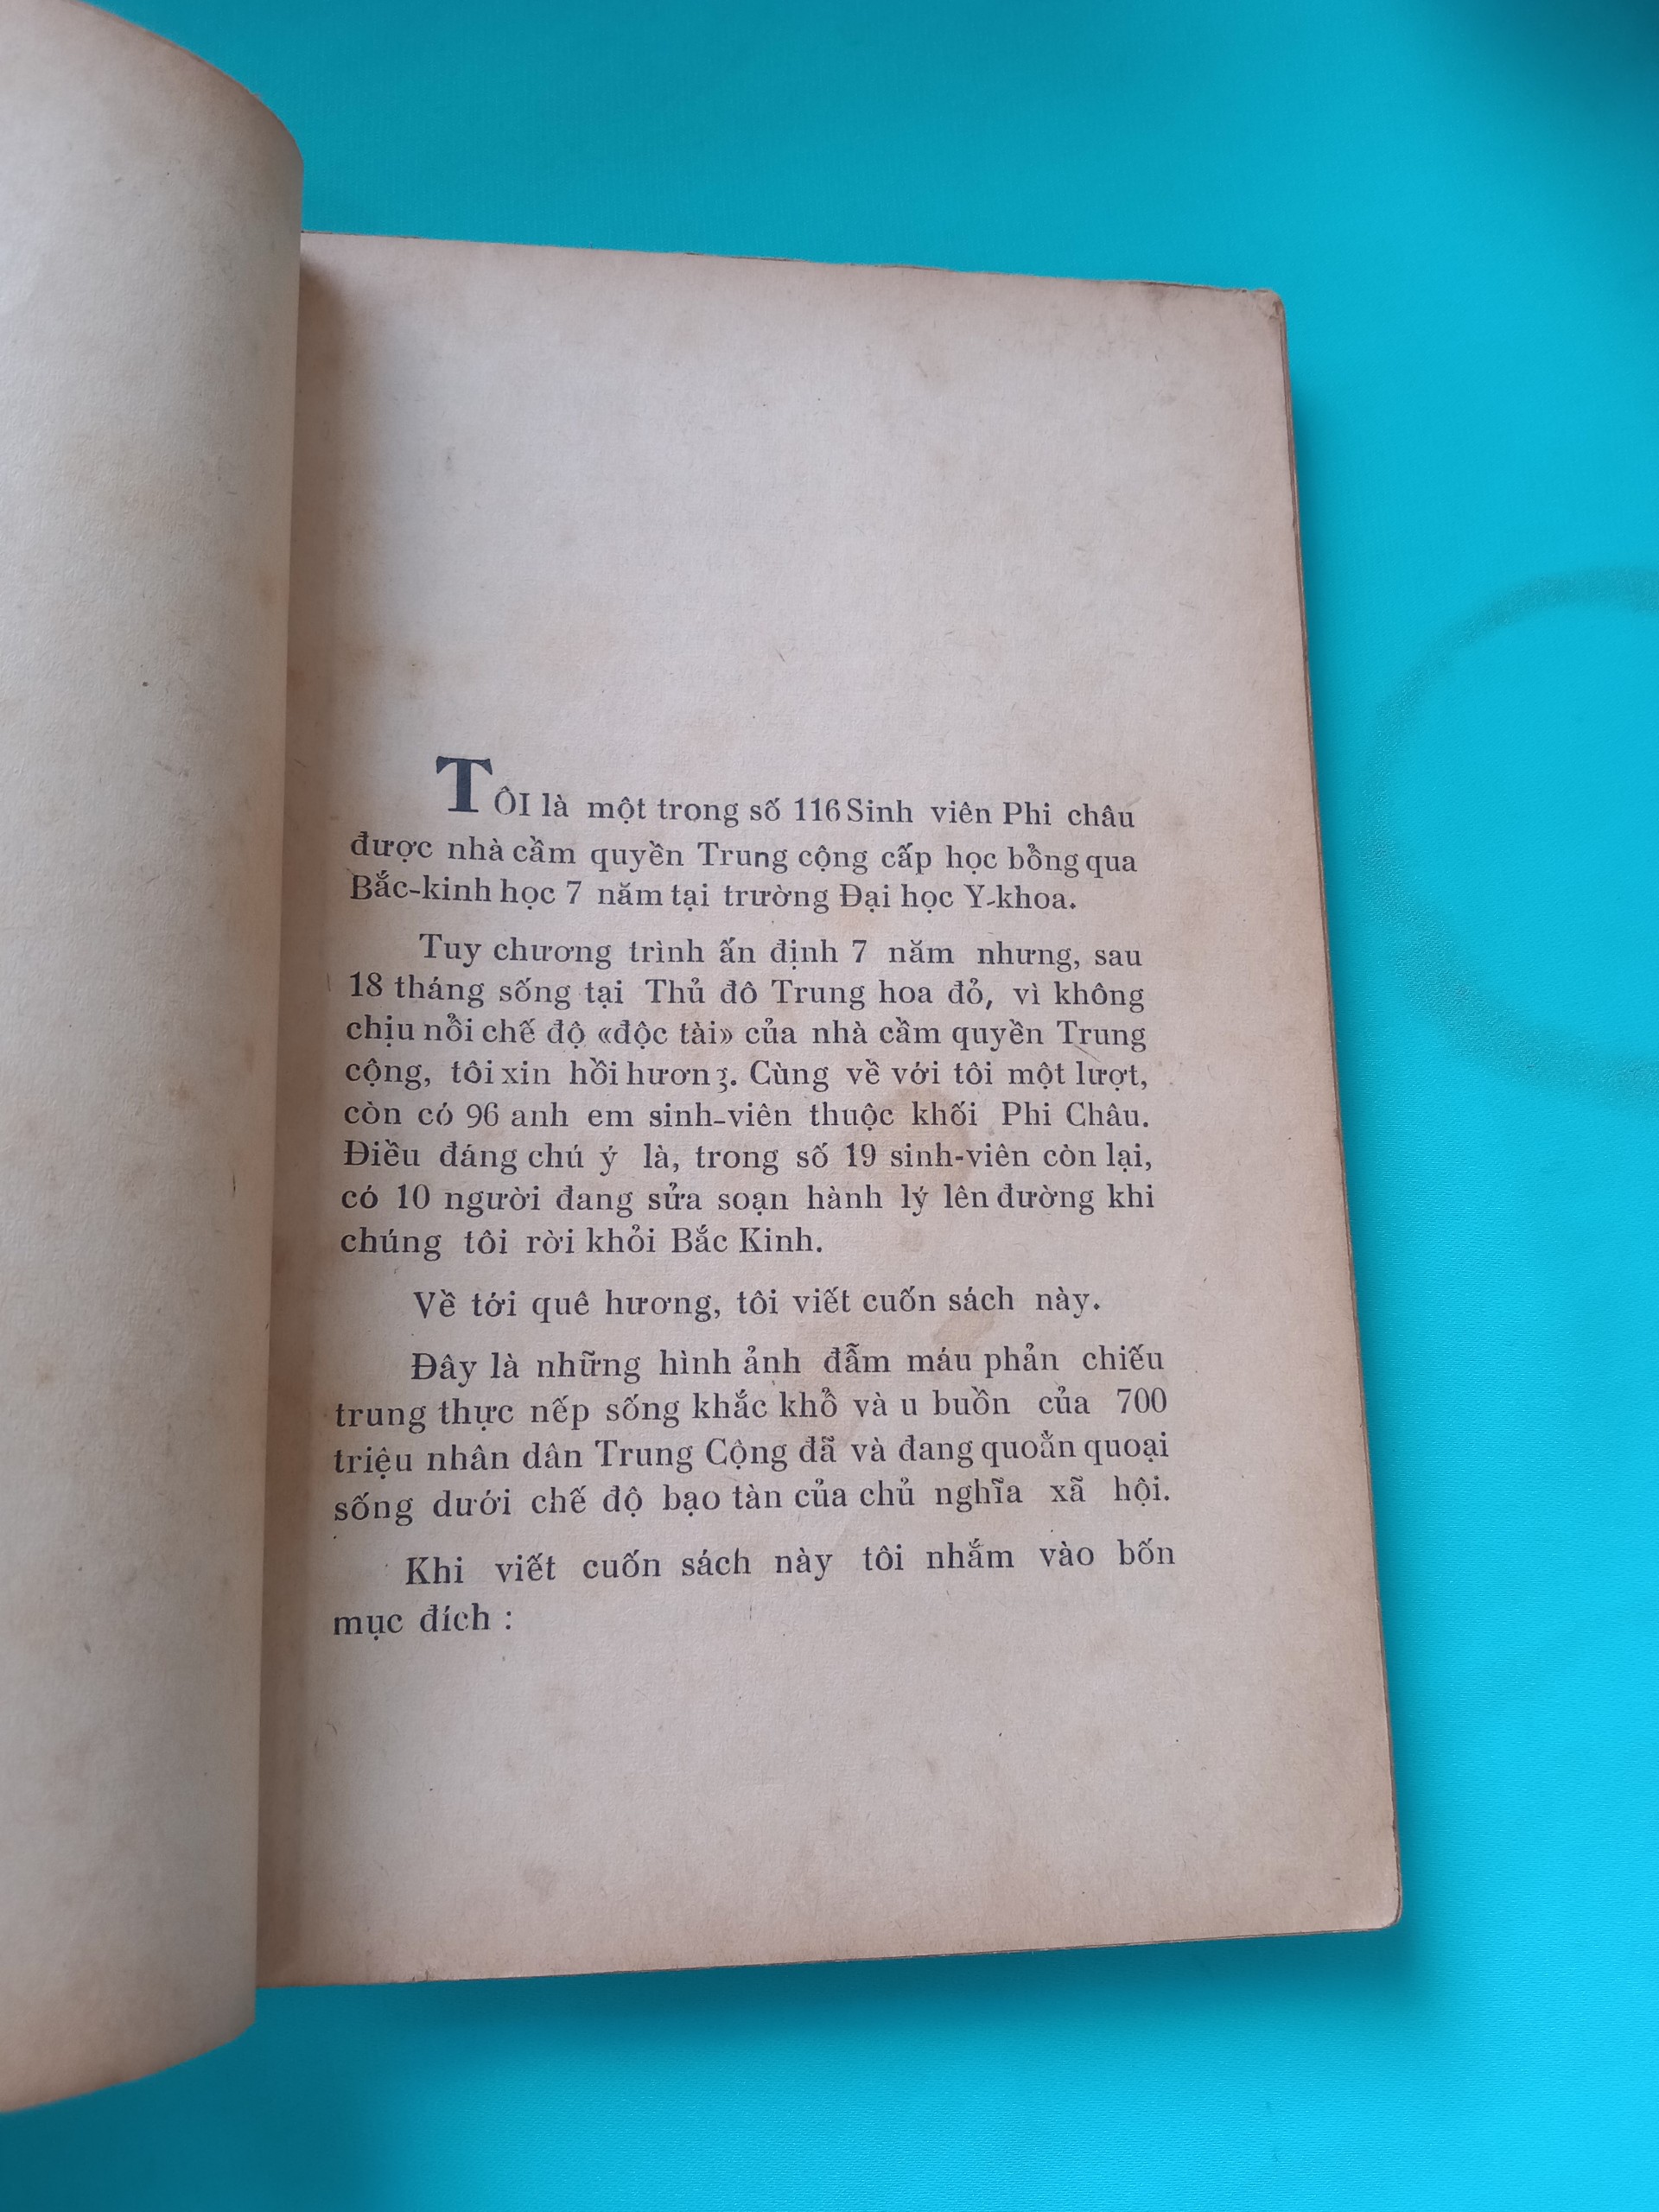 TÔI là một trong số 116 Sinh viên Phi châu
được nhà cầm quyền Trung cộng cấp học bổng qua
Bắc-kinh học 7 năm tại trường Đại học Y-khoa.
Tuy chương trình ấn định 7 năm nhưng, sau
18 tháng sống tại Thủ đô Trung hoa đỏ, vì không
chịu nổi chế độ «độc tài» của nhà cầm quyền Trung
cộng, tôi xin hồi hương. Cùng về với tôi một lượt,
còn có 96 anh em sinh-viên thuộc khối Phi Châu.
Điều đáng chú ý là, trong số 19 sinh-viên còn lại,
có 10 người đang sửa soạn hành lý lên đường khi
chúng tôi rời khỏi Bắc Kinh.
Về tới quê hương, tôi viết cuốn sách này.
Đây là những hình ảnh đẫm máu phản chiếu
trung thực nếp sống khắc khổ và u buồn của 700
triệu nhân dân Trung Cộng đã và đang quoằn quoại
sống dưới chế độ bạo tàn của chủ nghĩa xã hội.
Khi viết cuốn sách này tôi nhắm vào bốn
mục đích :